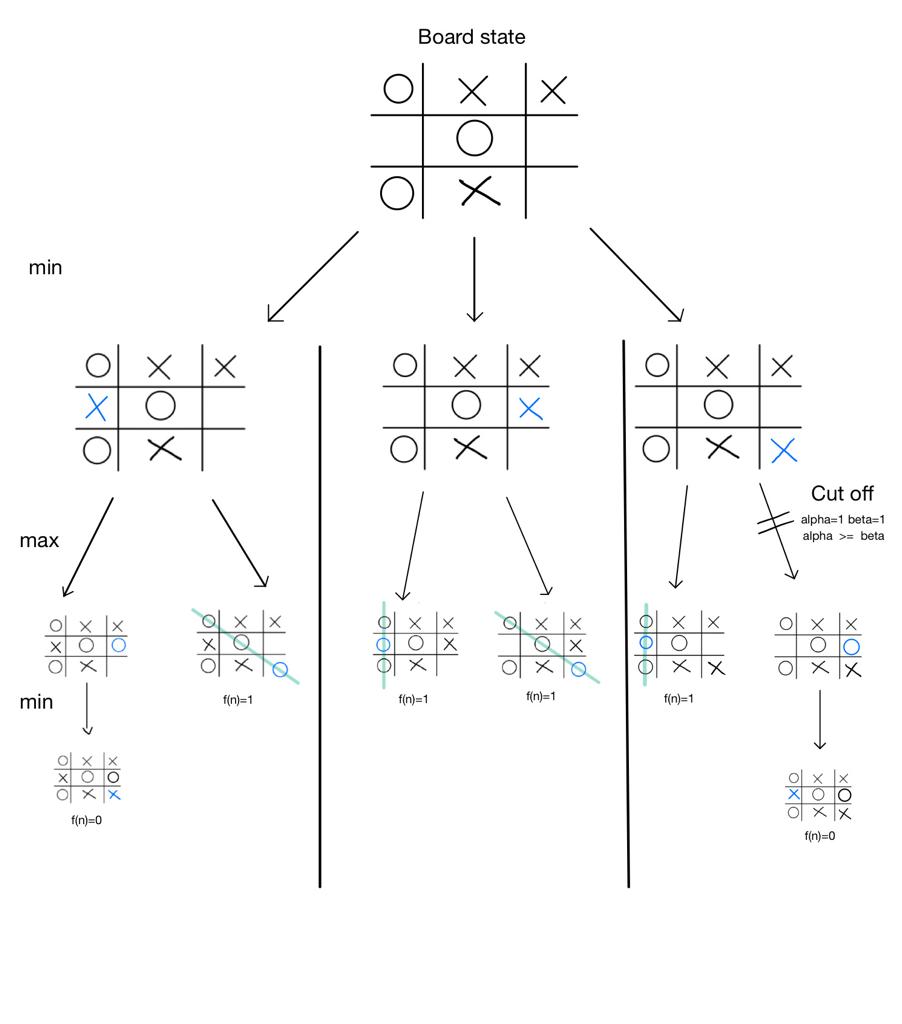 Board state
O X X
O
O X
min
O X X
X O
O X
O X X
O X
O X
O X X
O
O X X
Cut off
alpha=1 beta=1
alpha >= beta
max
O X X
X O O
O X
O X X
X O
O X O
f(n)=1
O X X
O O X
O X
f(n)=1
O X X
O X
O X O
f(n)=1
O X X
O O
O X X
f(n)=1
O X X
O O
O X X
min
O X X
X O O
O X X
f(n)=0
O X X
X O O
O X X
f(n)=0